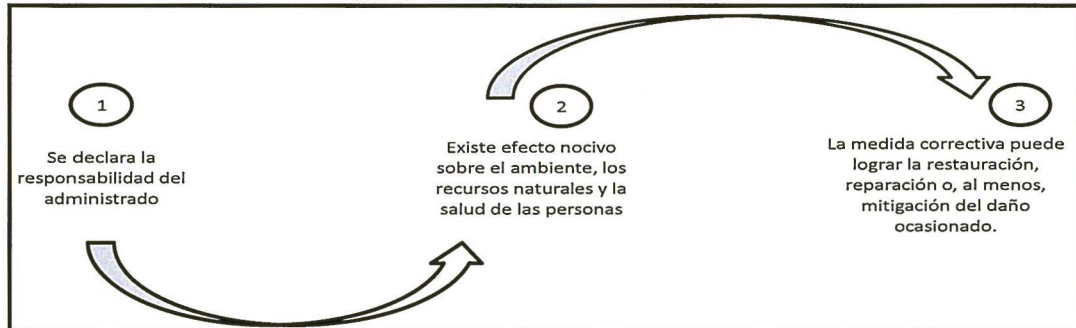 1
Se declara la
responsabilidad del
administrado
2
Existe efecto nocivo
sobre el ambiente, los
recursos naturales y la
salud de las personas
3
La medida correctiva puede
lograr la restauración,
reparación o, al menos,
mitigación del daño
ocasionado.